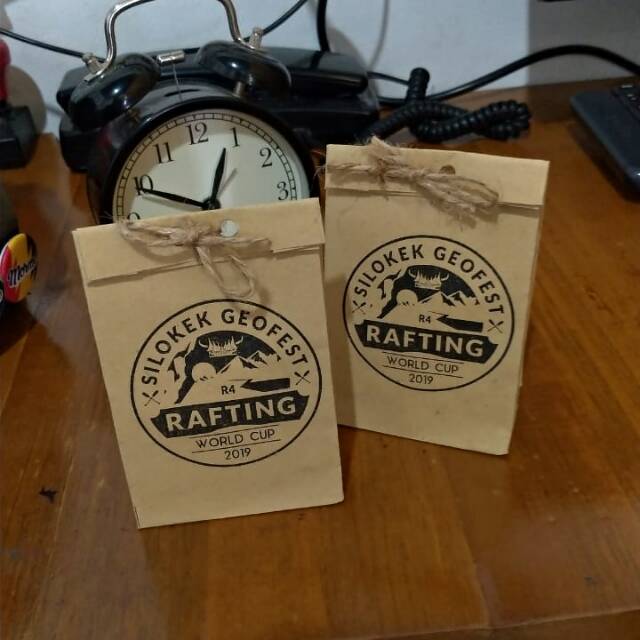 11
12
1
10
2
9
3
SILOKEK GEOFEST
R4
RAFTING
WORLD CUP
2019
SILOKEK GEOFEST
R4
RAFTING
WORLD CUP
2019